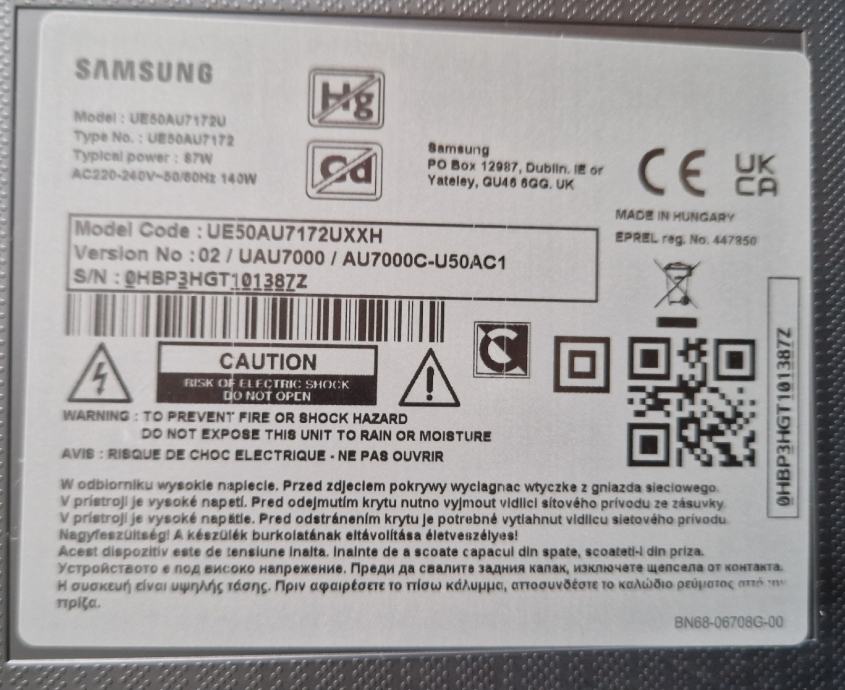 SAMSUNG
Model : UE50AU7172U
Type No. : UE50AU7172
Typical power : 87W
AC220-240V~50/60Hz 140W
Hg
Cd
Samsung
PO Box 12987, Dublin. IE or
Yateley, GU46 6GG. UK
CE
UK
CA
MADE IN HUNGARY
EPREL reg. No. 447950
Model Code : UE50AU7172UXXH
Version No : 02 / UAU7000 / AU7000C-U50AC1
S/N : 0HBP3HGT101387Z
0HBP3HGT101387Z
CAUTION
RISK OF ELECTRIC SHOCK
DO NOT OPEN
WARNING : TO PREVENT FIRE OR SHOCK HAZARD
DO NOT EXPOSE THIS UNIT TO RAIN OR MOISTURE
AVIS : RISQUE DE CHOC ELECTRIQUE - NE PAS OUVRIR
W odbiorniku wysokie napiecie. Przed zdjeciem pokrywy wyciagnac wtyczke z gniazda sieciowego.
V prístroji je vysoké napetí. Pred odejmutím krytu nutno vyjmout vidlici sítového prívodu ze zásuvky.
V prístroji je vysoké napätie. Pred odstránením krytu je potrebné vytiahnut vidlicu sietového prívodu.
Nagyfeszültség! A készülék burkolatának eltávolítása életveszélyes!
Acest dispozitiv este de tensiune inalta. Inainte de a scoate capacul din spate, scoateti-l din priza.
Устройството е под високо напрежение. Преди да свалите задния капак, изключете щепсела от контакта.
Η συσκευή είναι υψηλής τάσης. Πριν αφαιρέσετε το πίσω κάλυμμα, αποσυνδέστε το καλώδιο ρεύματος από την
πρίζα.
BN68-06708G-00